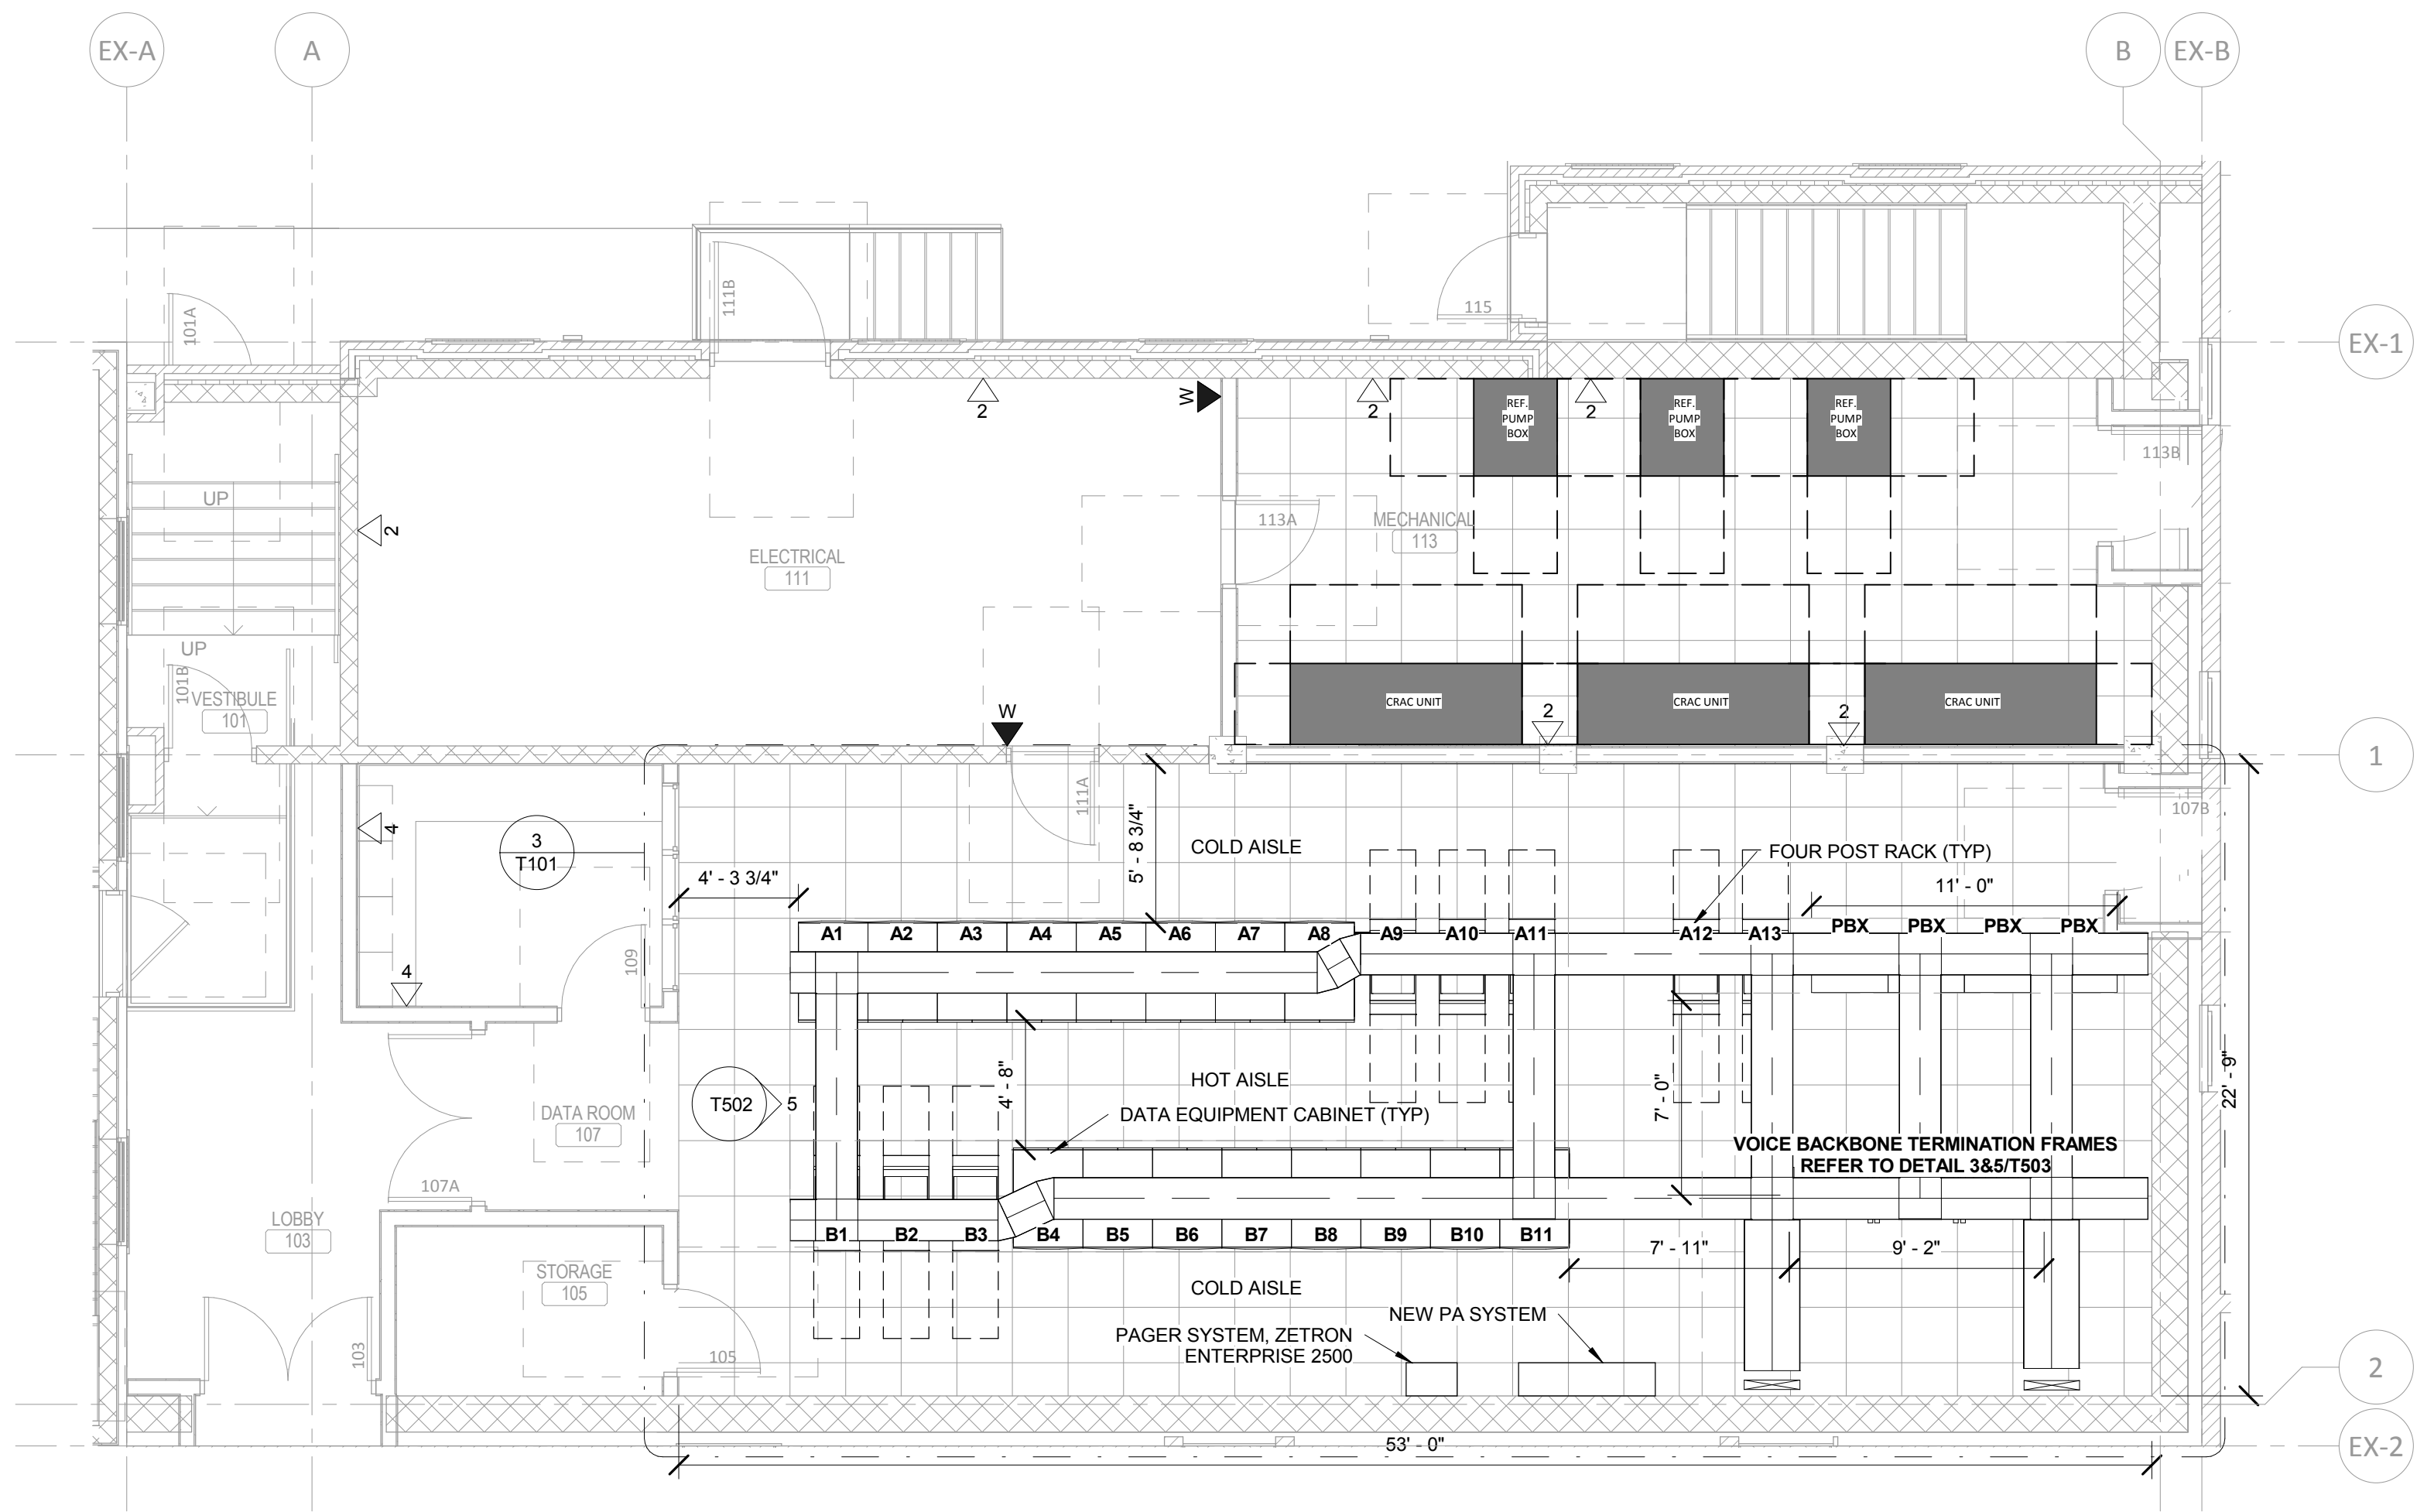 EX-A
A
B
EX-B
101A
111B
115
EX-1
2
W
2
2
REF.
PUMP
BOX
REF.
PUMP
BOX
REF.
PUMP
BOX
113B
UP
2
ELECTRICAL
111
113A
MECHANICAL
113
UP
101B
VESTIBULE
101
W
CRAC UNIT
2
CRAC UNIT
2
CRAC UNIT
1
111A
107B
4
3
T101
5' - 8 3/4"
COLD AISLE
FOUR POST RACK (TYP)
4' - 3 3/4"
11' - 0"
A1
A2
A3
A4
A5
A6
A7
A8
A9
A10
A11
A12
A13
PBX
PBX
PBX
PBX
109
4
4' - 8"
HOT AISLE
7' - 0"
22' - 9"
T502
5
DATA ROOM
107
DATA EQUIPMENT CABINET (TYP)
VOICE BACKBONE TERMINATION FRAMES
REFER TO DETAIL 3&5/T503
107A
LOBBY
103
B1
B2
B3
B4
B5
B6
B7
B8
B9
B10
B11
7' - 11"
9' - 2"
STORAGE
105
COLD AISLE
NEW PA SYSTEM
PAGER SYSTEM, ZETRON
ENTERPRISE 2500
103
105
2
53' - 0"
EX-2